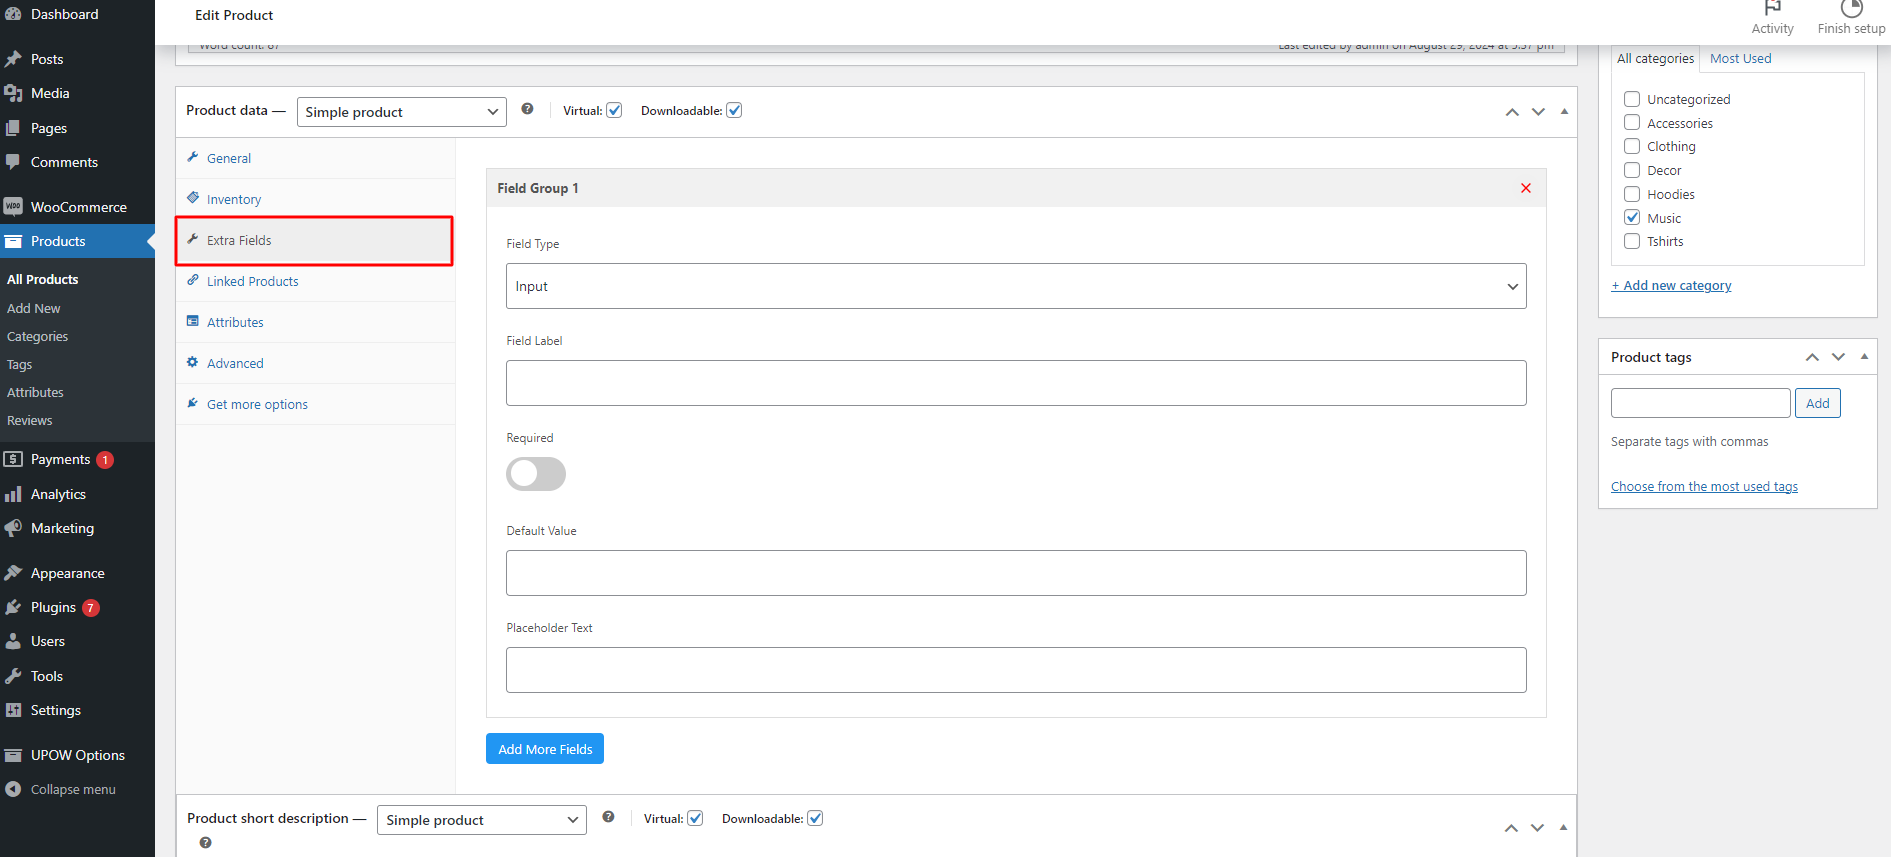 Dashboard
Posts
Media
Pages
Comments
WooCommerce
Products
All Products
Add New
Categories
Tags
Attributes
Reviews
Payments 1
Analytics
Marketing
Appearance
Plugins 7
Users
Tools
Settings
UPOW Options
Collapse menu
Edit Product
Activity
Finish setup
Word count: 87
Last edited by admin on August 29, 2024 at 5:37 pm
Product data —
Simple product
Virtual:
Downloadable:
General
Inventory
Extra Fields
Linked Products
Attributes
Advanced
Get more options
Field Group 1
Field Type
Input
Field Label
Required
Default Value
Placeholder Text
Add More Fields
Product short description —
Simple product
Virtual:
Downloadable:
All categories
Most Used
Uncategorized
Accessories
Clothing
Decor
Hoodies
Music
Tshirts
+ Add new category
Product tags
Add
Separate tags with commas
Choose from the most used tags